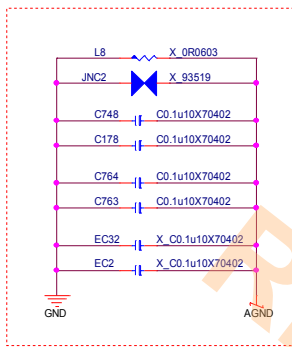 L8 X_0R0603
JNC2 X_93519
C748 C0.1u10X70402
C178 C0.1u10X70402
C764 C0.1u10X70402
C763 C0.1u10X70402
EC32 X_C0.1u10X70402
EC2 X_C0.1u10X70402
GND AGND